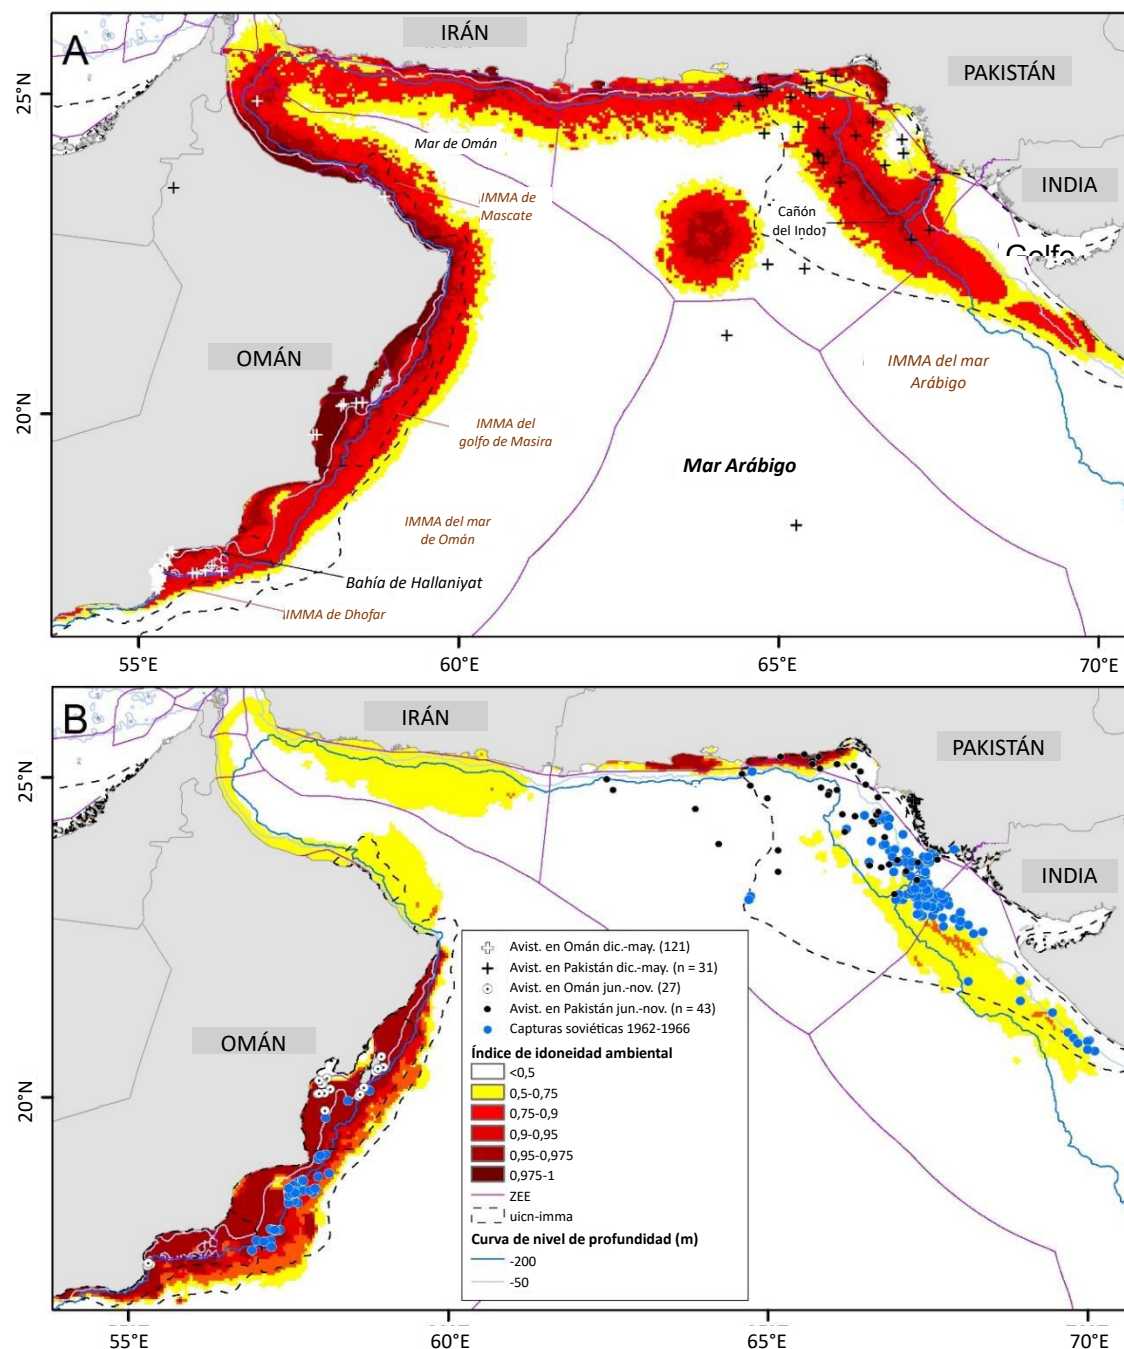 A
IRÁN
PAKISTÁN
25°N
Mar de Omán
IMMA de
Mascate
INDIA
Cañón
del Indo
Golfo
OMÁN
IMMA del mar
Arábigo
20°N
IMMA del
golfo de Masira
Mar Arábigo
IMMA del mar
de Omán
Bahía de Hallaniyat
IMMA de Dhofar
55°E
60°E
65°E
70°E
B
IRÁN
PAKISTÁN
25°N
INDIA
OMÁN
20°N
Avist. en Omán dic.-may. (121)
Avist. en Pakistán dic.-may. (n = 31)
Avist. en Omán jun.-nov. (27)
Avist. en Pakistán jun.-nov. (n = 43)
Capturas soviéticas 1962-1966
Índice de idoneidad ambiental
<0,5
0,5-0,75
0,75-0,9
0,9-0,95
0,95-0,975
0,975-1
ZEE
uicn-imma
Curva de nivel de profundidad (m)
-200
-50
55°E
60°E
65°E
70°E